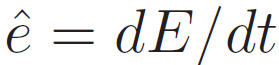 ê = dE/dt